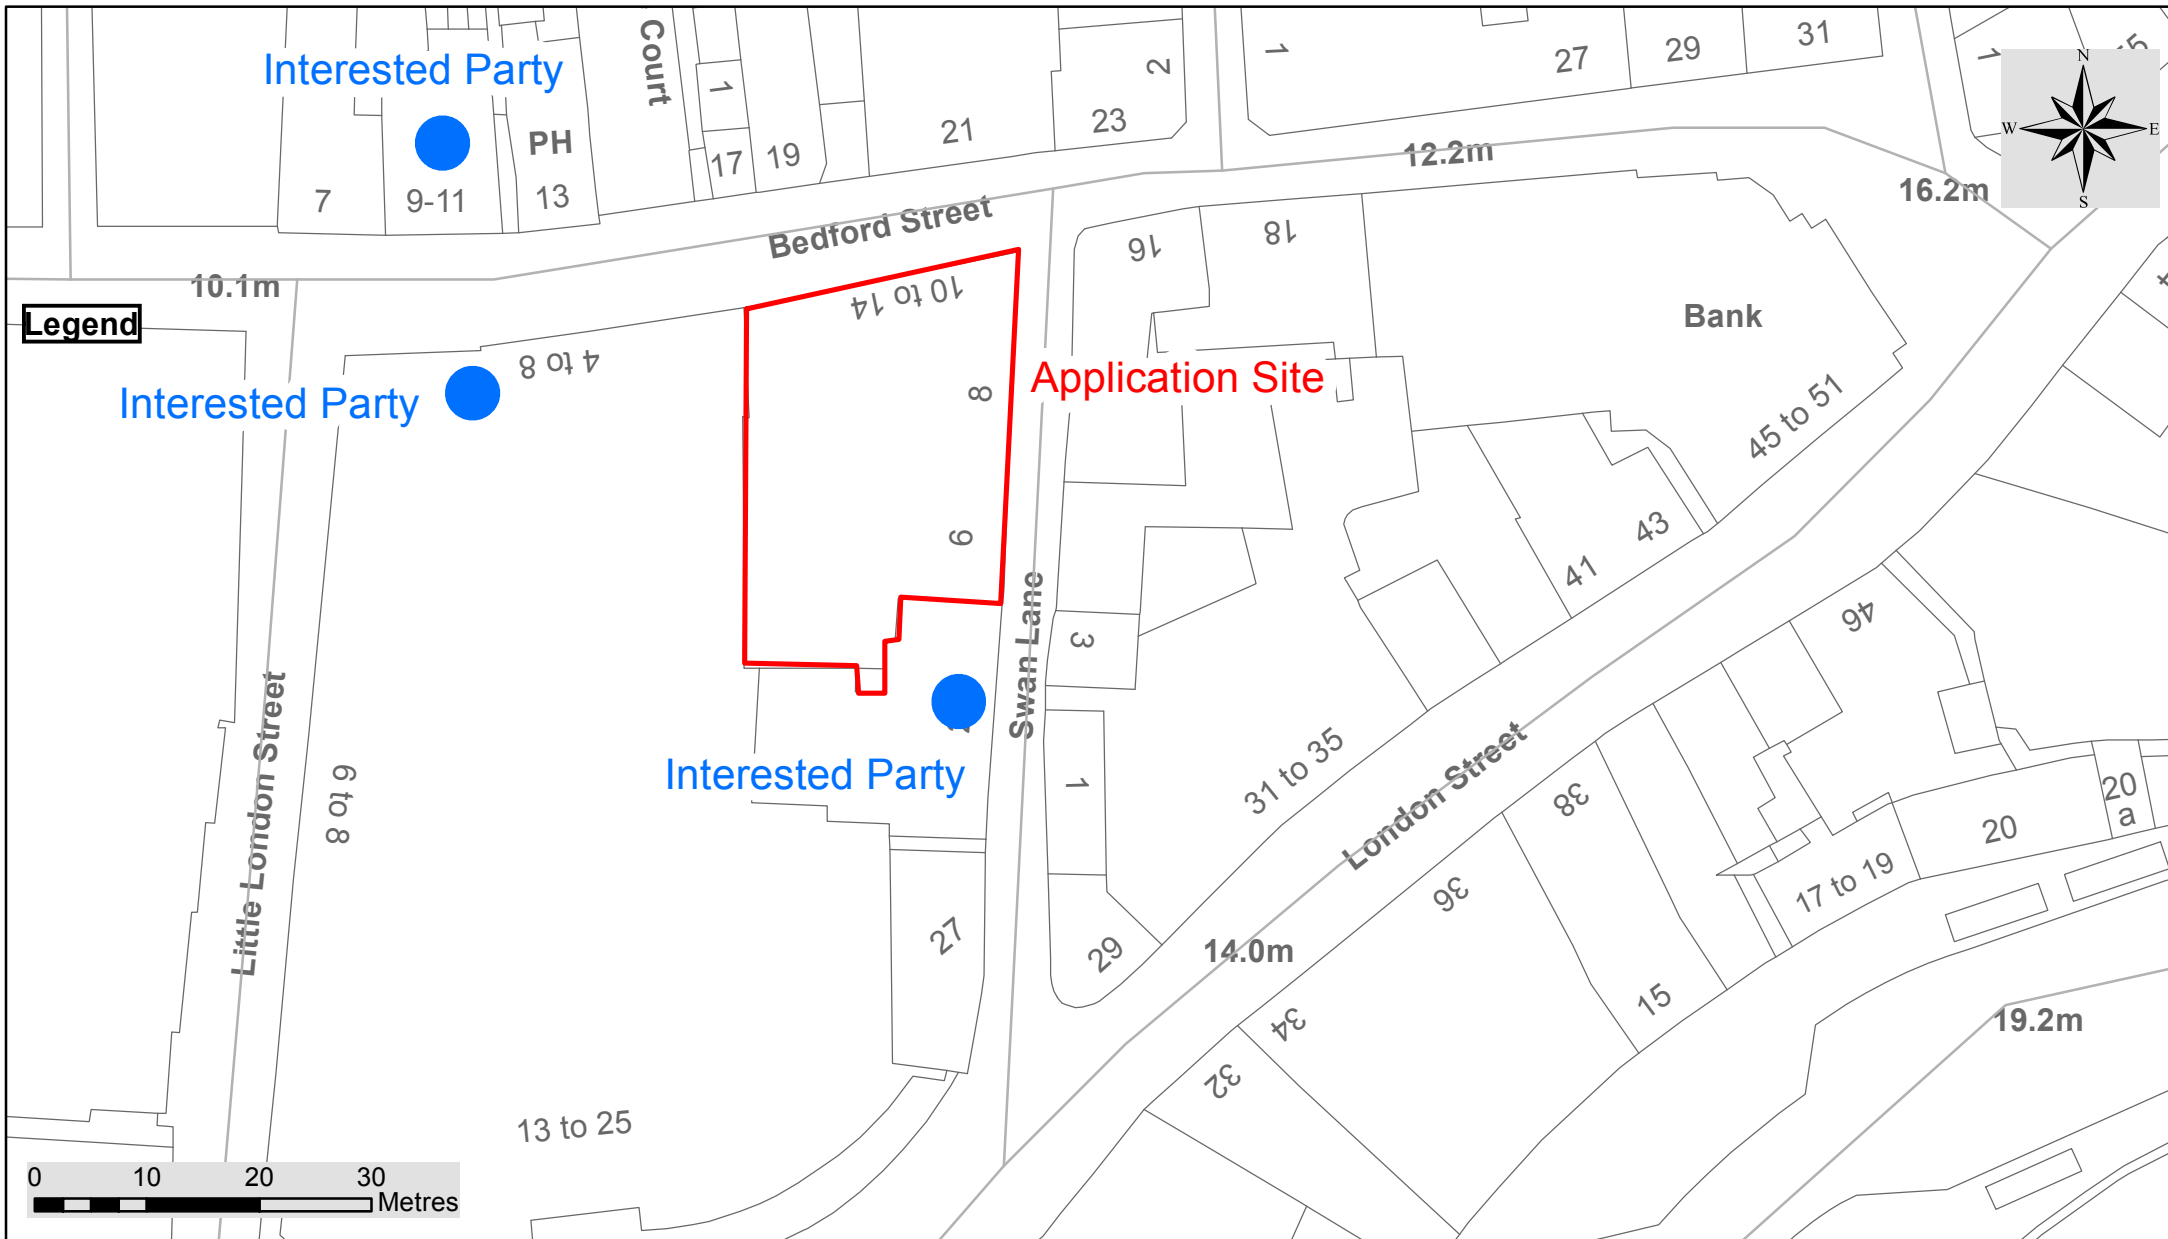 Court
1
2
1
27
29
31
1
N
W
E
S
Interested Party
PH
7
9-11
13
17
19
21
23
12.2m
16.2m
Bedford Street
16
18
10.1m
Legend
10 to 14
Bank
4 to 8
Interested Party
8
Application Site
45 to 51
4
6
43
41
46
Swan Lane
3
Little London Street
Interested Party
1
6 to 8
31 to 35
London Street
38
20
a
20
17 to 19
36
27
29
14.0m
15
34
32
19.2m
13 to 25
0 10 20 30
Metres